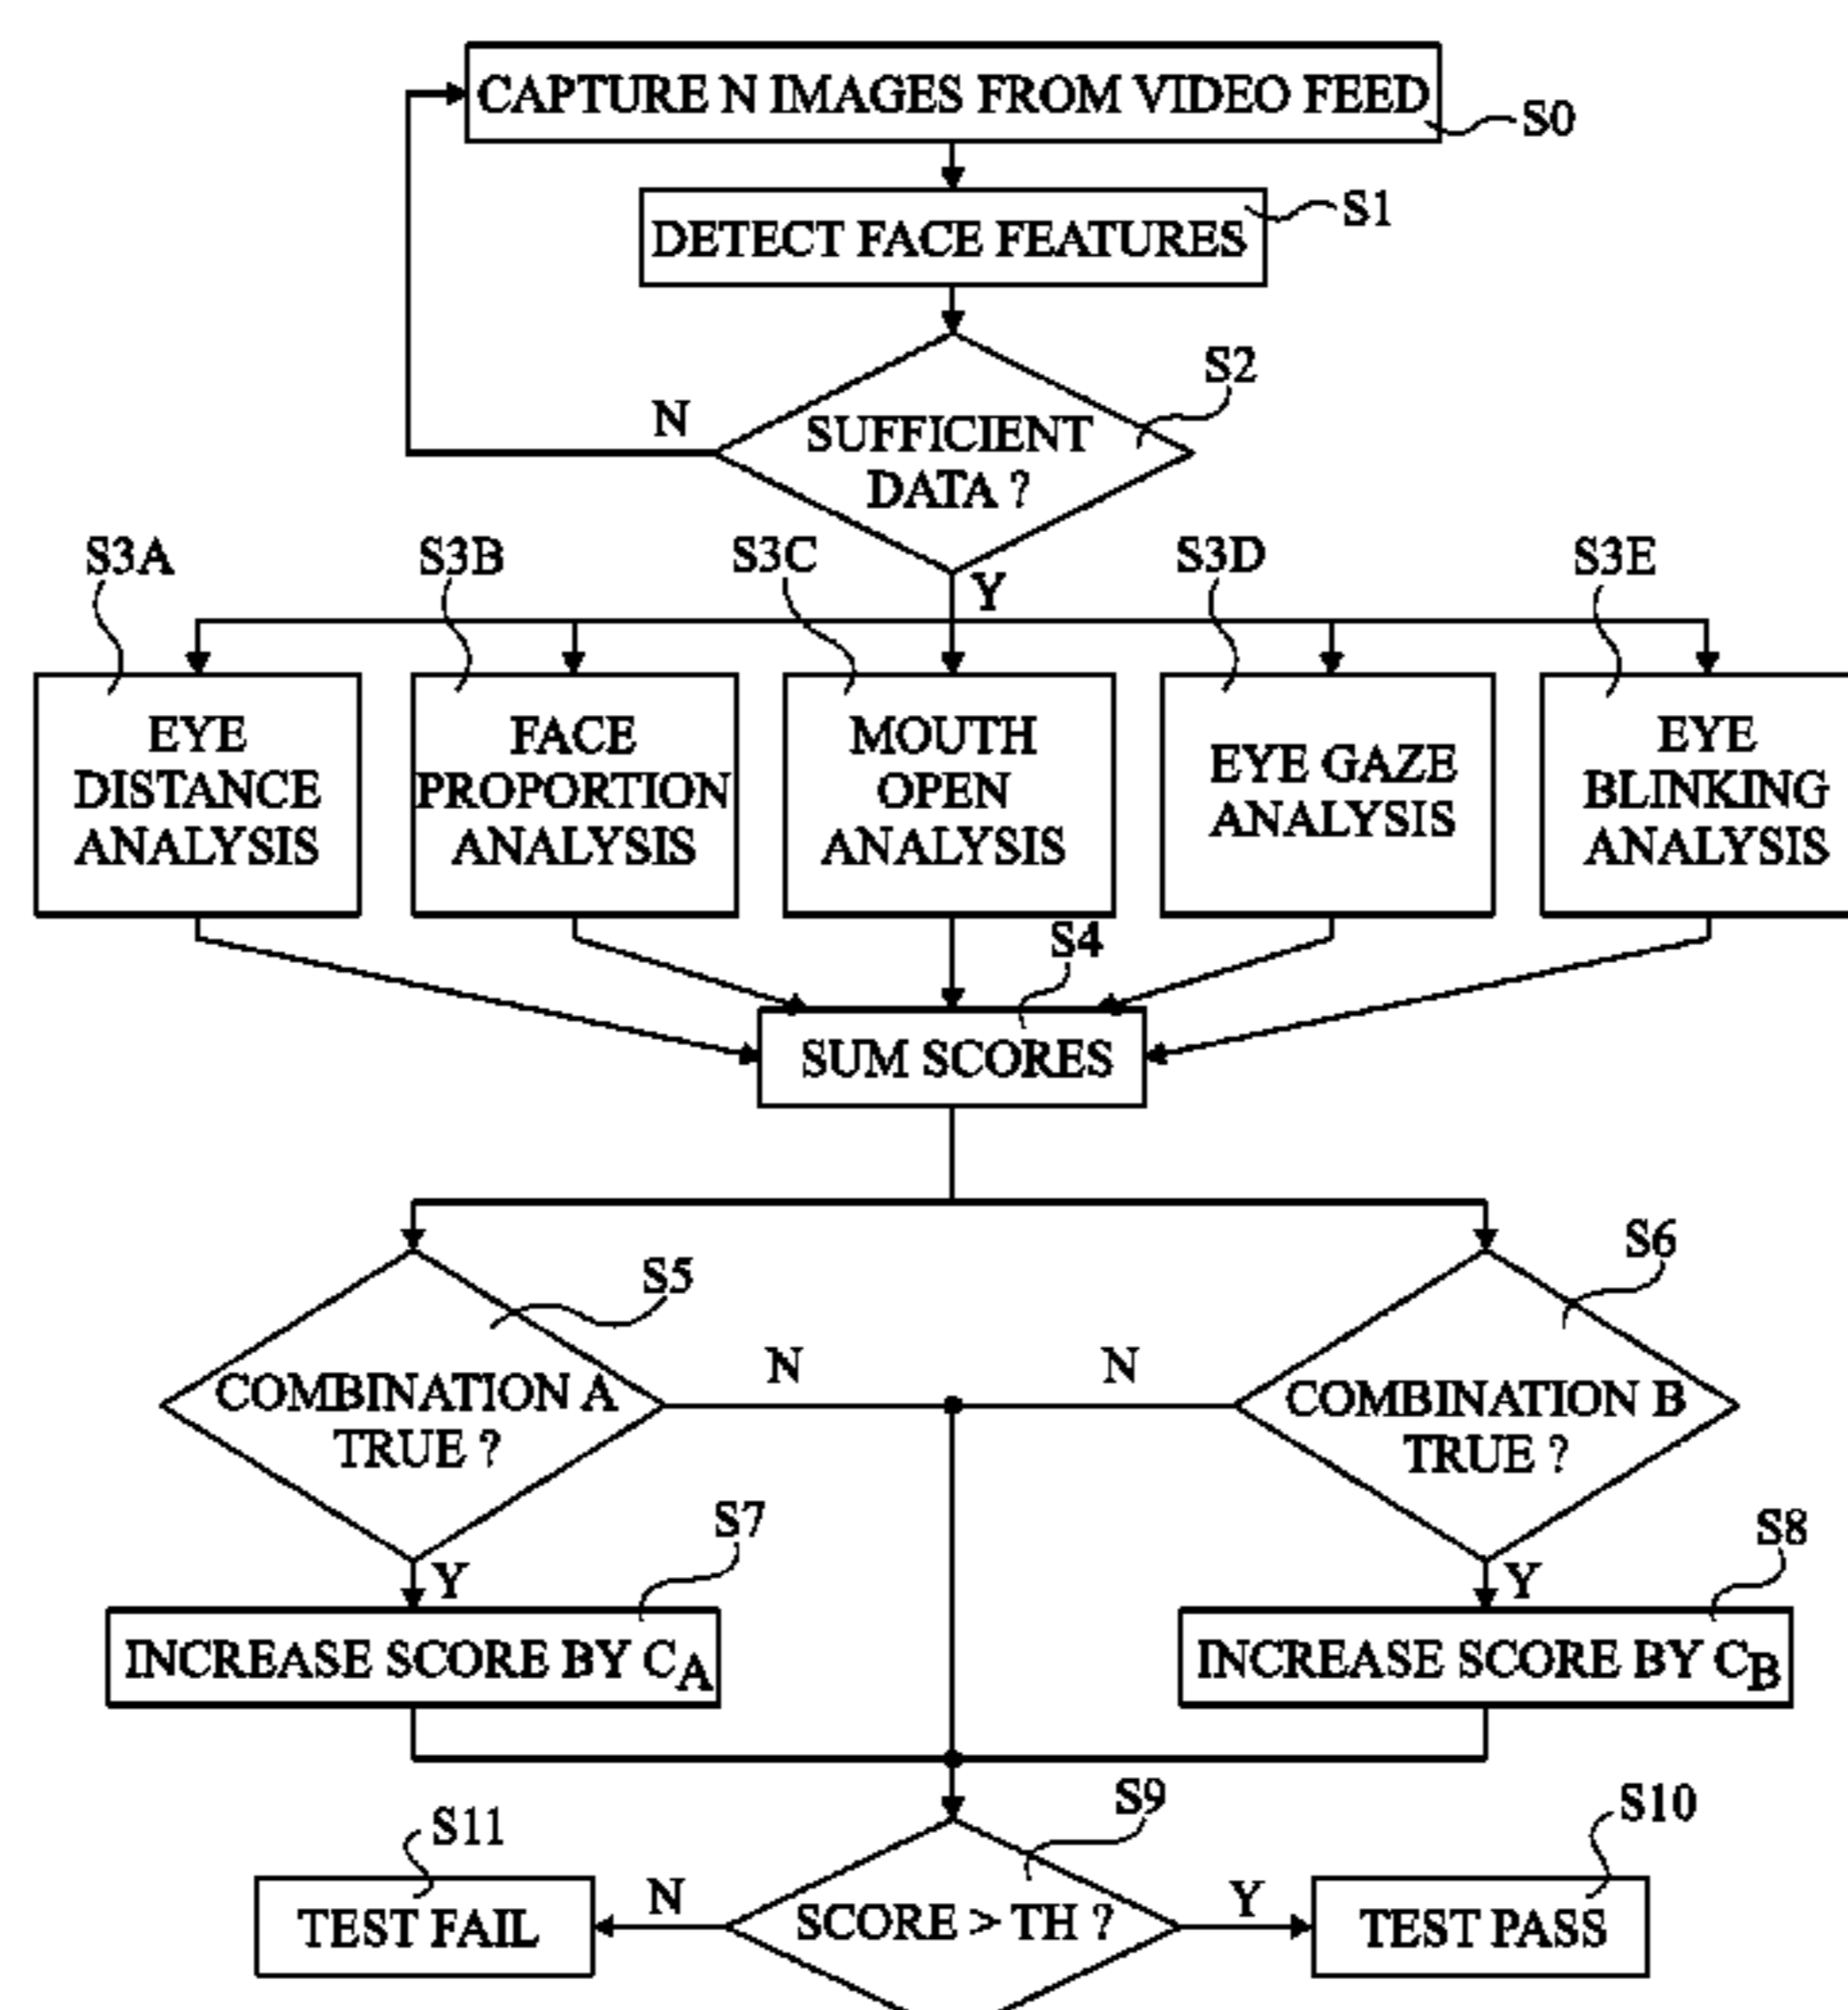 CAPTURE N IMAGES FROM VIDEO FEED
S0
DETECT FACE FEATURES
S1
SUFFICIENT
DATA ?
S2
N
Y
S3A
S3B
S3C
S3D
S3E
EYE
DISTANCE
ANALYSIS
FACE
PROPORTION
ANALYSIS
MOUTH
OPEN
ANALYSIS
EYE GAZE
ANALYSIS
EYE
BLINKING
ANALYSIS
S4
SUM SCORES
S5
COMBINATION A
TRUE ?
N
N
S6
COMBINATION B
TRUE ?
Y
S7
INCREASE SCORE BY CA
Y
S8
INCREASE SCORE BY CB
S9
SCORE > TH ?
N
Y
S11
TEST FAIL
S10
TEST PASS